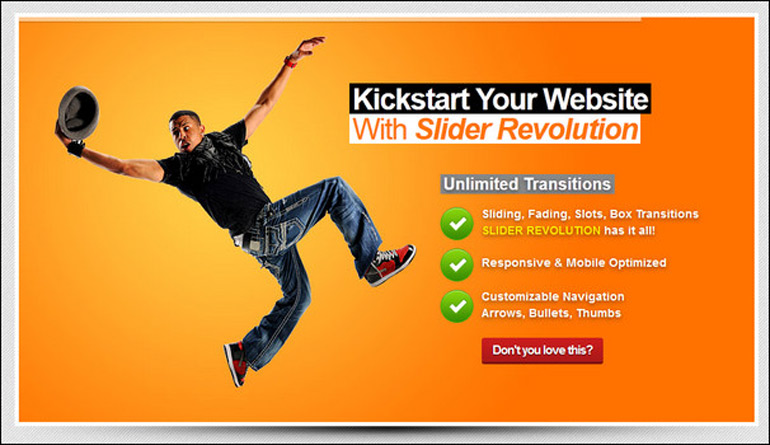 Kickstart Your Website
With Slider Revolution
Unlimited Transitions
Sliding, Fading, Slots, Box Transitions
SLIDER REVOLUTION has it all!
Responsive & Mobile Optimized
Customizable Navigation
Arrows, Bullets, Thumbs
Don't you love this?